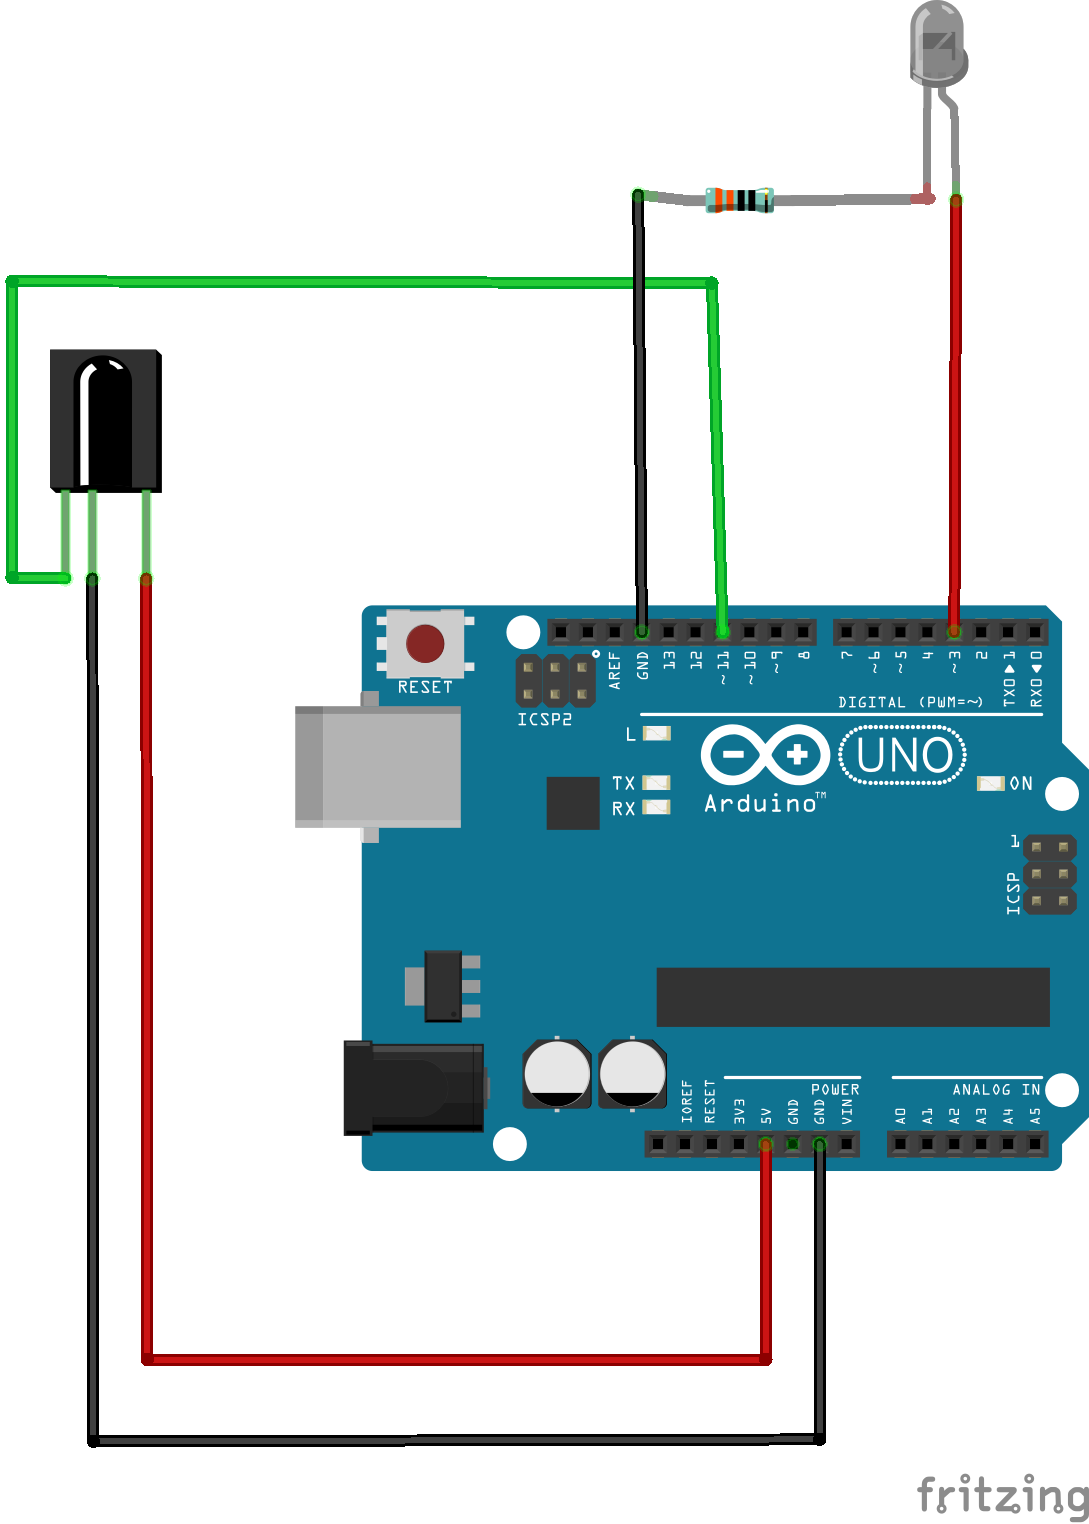 RESET
ICSP2
AREF
GND
13
12
~11
~10
~9
8
7
~6
~5
4
~3
2
TX0▶1
RX0◀0
DIGITAL (PWM=~)
L
TX
RX
Arduino™
UNO
ON
1
ICSP
IOREF
RESET
3V3
5V
GND
GND
VIN
POWER
A0
A1
A2
A3
A4
A5
ANALOG IN
fritzing